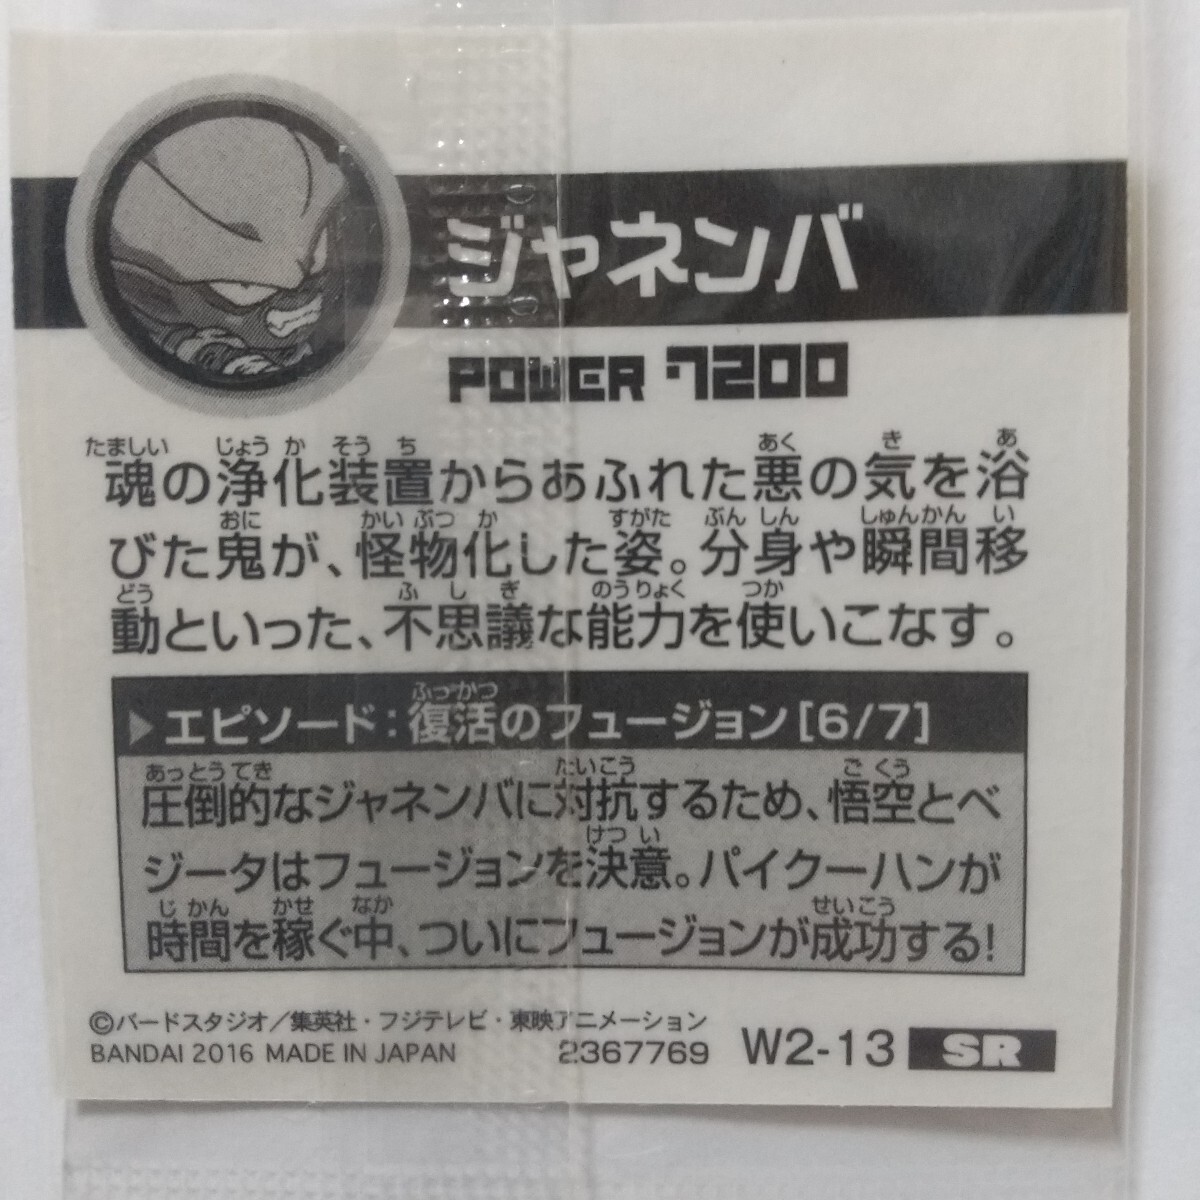 ジャネンバ
POWER 7200
たましい じょうかそうち あく き あ
魂の浄化装置からあふれた悪の気を浴
おに かいぶつか すがた ぶんしん しゅんかんい
びた鬼が、怪物化した姿。分身や瞬間移
どう ふしぎ のうりょく つか
動といった、不思議な能力を使いこなす。
ふっかつ
▶エピソード:復活のフュージョン[6/7]
あっとうてき たいこう ごくう
圧倒的なジャネンバに対抗するため、悟空とベ
けつい
ジータはフュージョンを決意。パイクーハンが
じかん かせ なか せいこう
時間を稼ぐ中、ついにフュージョンが成功する!
©バードスタジオ/集英社・フジテレビ・東映アニメーション
BANDAI 2016 MADE IN JAPAN 2367769 W2-13 SR